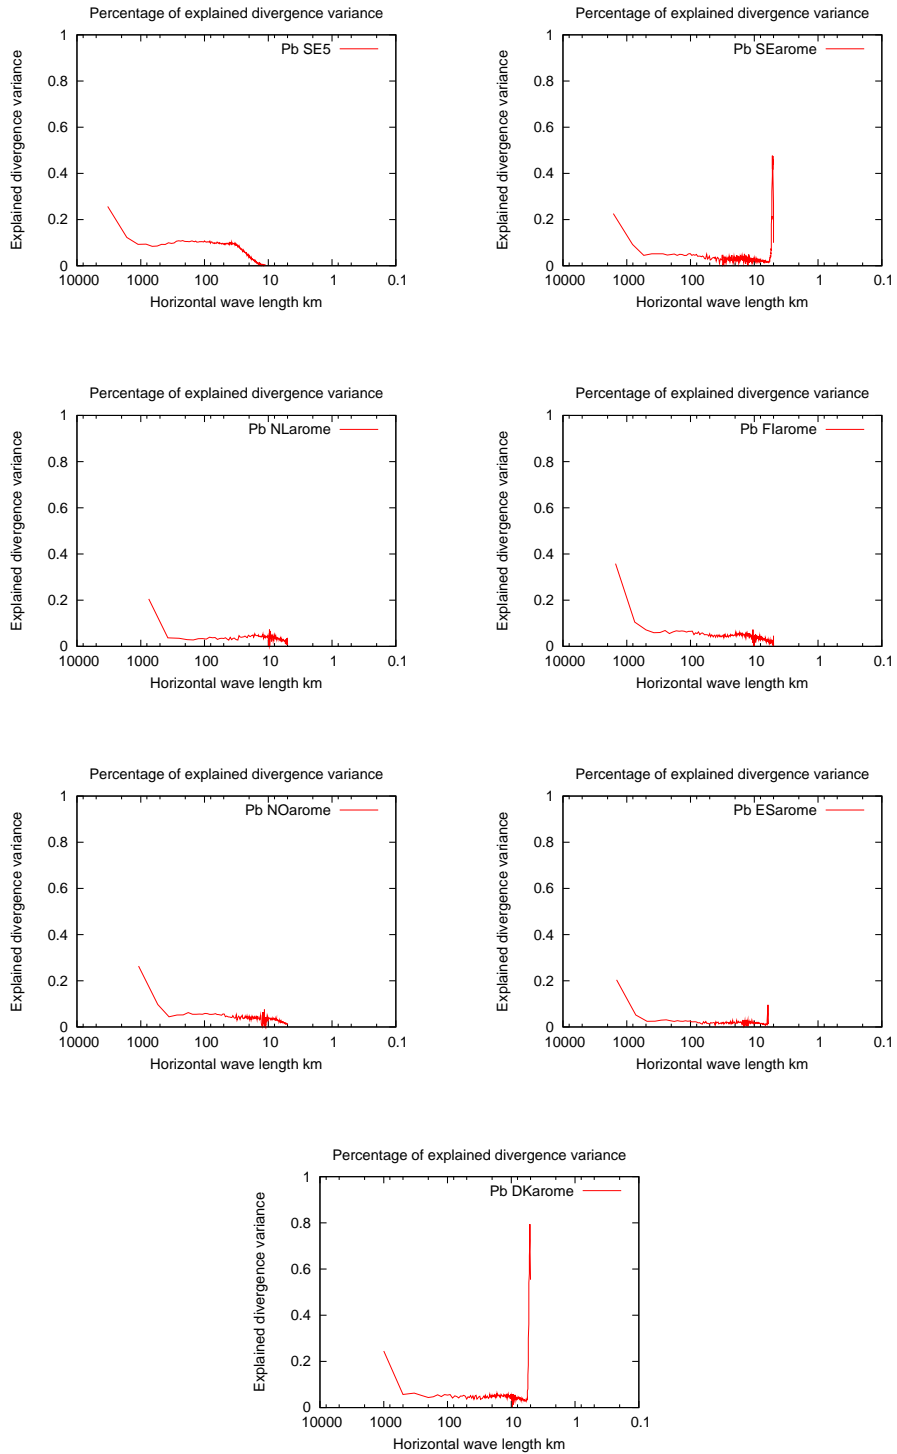 Percentage of explained divergence variance
Pb SE5
Explained divergence variance
1
0.8
0.6
0.4
0.2
0
10000 1000 100 10 1 0.1
Horizontal wave length km
Percentage of explained divergence variance
Pb SEarome
Explained divergence variance
1
0.8
0.6
0.4
0.2
0
10000 1000 100 10 1 0.1
Horizontal wave length km
Percentage of explained divergence variance
Pb NLarome
Explained divergence variance
1
0.8
0.6
0.4
0.2
0
10000 1000 100 10 1 0.1
Horizontal wave length km
Percentage of explained divergence variance
Pb FIarome
Explained divergence variance
1
0.8
0.6
0.4
0.2
0
10000 1000 100 10 1 0.1
Horizontal wave length km
Percentage of explained divergence variance
Pb NOarome
Explained divergence variance
1
0.8
0.6
0.4
0.2
0
10000 1000 100 10 1 0.1
Horizontal wave length km
Percentage of explained divergence variance
Pb ESarome
Explained divergence variance
1
0.8
0.6
0.4
0.2
0
10000 1000 100 10 1 0.1
Horizontal wave length km
Percentage of explained divergence variance
Pb DKarome
Explained divergence variance
1
0.8
0.6
0.4
0.2
0
10000 1000 100 10 1 0.1
Horizontal wave length km